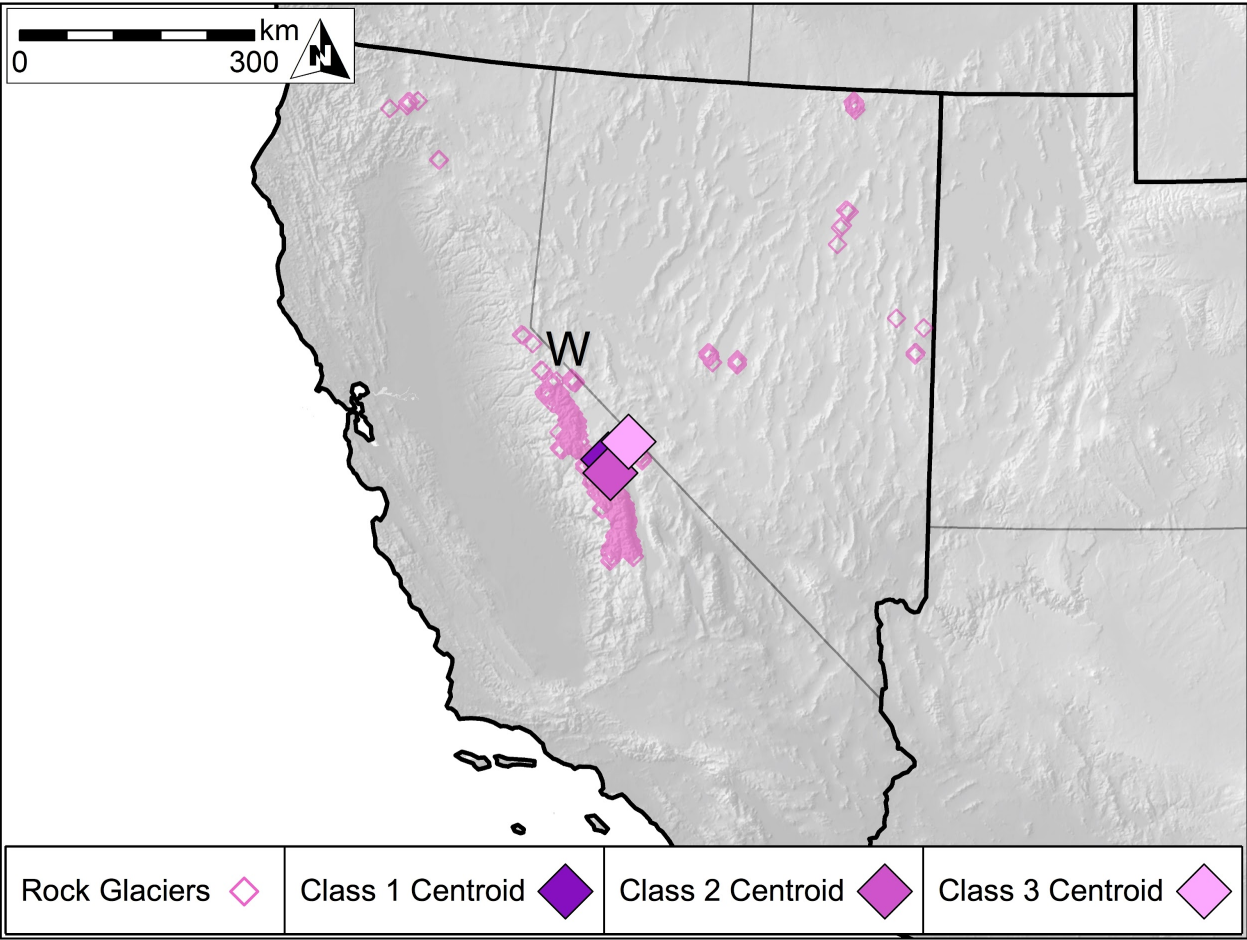 km
N
0 300
W
Rock Glaciers Class 1 Centroid Class 2 Centroid Class 3 Centroid